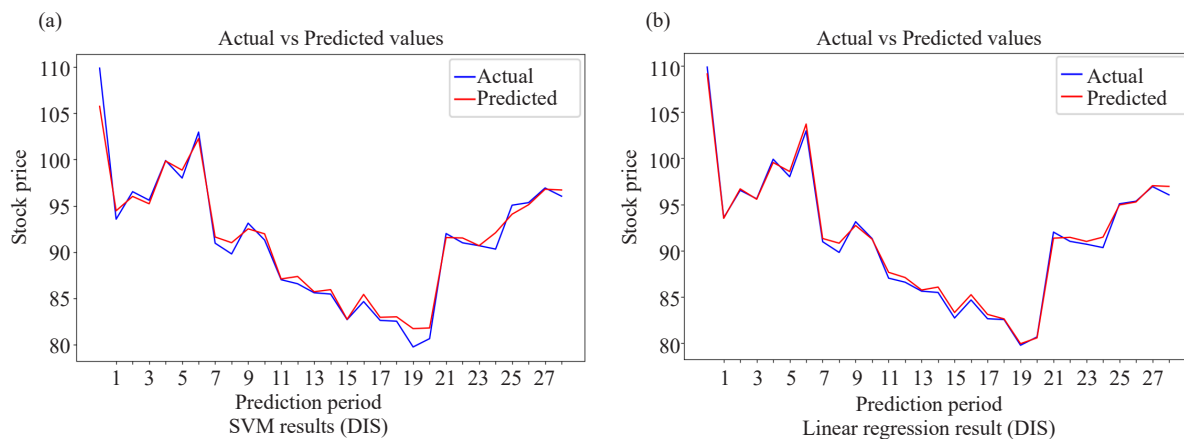 (a)
Actual vs Predicted values
Actual
Predicted
110
105
100
95
90
85
80
Stock price
1 3 5 7 9 11 13 15 17 19 21 23 25 27
Prediction period
SVM results (DIS)
(b)
Actual vs Predicted values
Actual
Predicted
110
105
100
95
90
85
80
Stock price
1 3 5 7 9 11 13 15 17 19 21 23 25 27
Prediction period
Linear regression result (DIS)